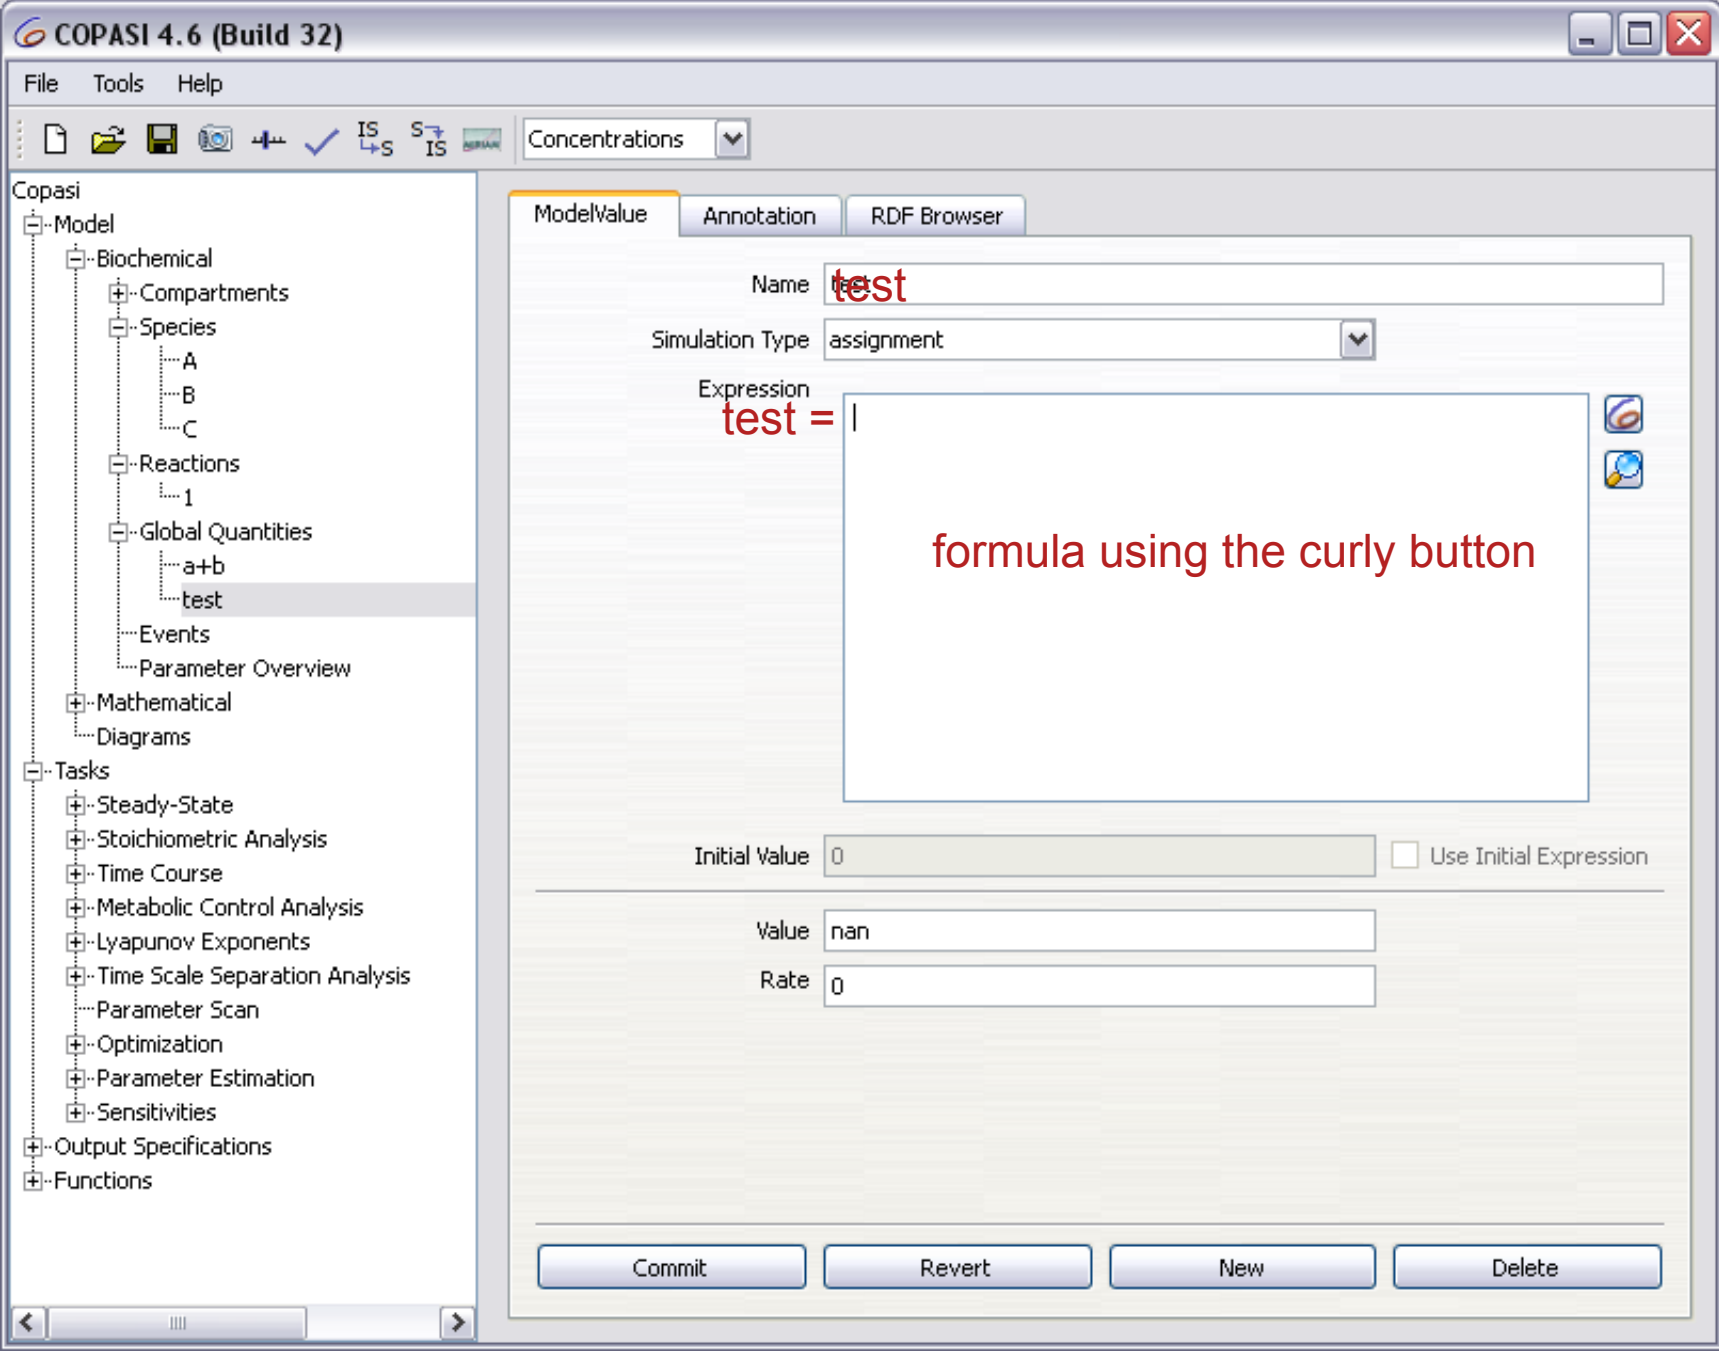 COPASI 4.6 (Build 32)
File Tools Help
IS S
S IS
Concentrations
Copasi
Model
Biochemical
Compartments
Species
A
B
C
Reactions
1
Global Quantities
a+b
test
Events
Parameter Overview
Mathematical
Diagrams
Tasks
Steady-State
Stoichiometric Analysis
Time Course
Metabolic Control Analysis
Lyapunov Exponents
Time Scale Separation Analysis
Parameter Scan
Optimization
Parameter Estimation
Sensitivities
Output Specifications
Functions
ModelValue Annotation RDF Browser
Name test
test
Simulation Type assignment
Expression
test =
formula using the curly button
Initial Value 0 Use Initial Expression
Value nan
Rate 0
Commit Revert New Delete